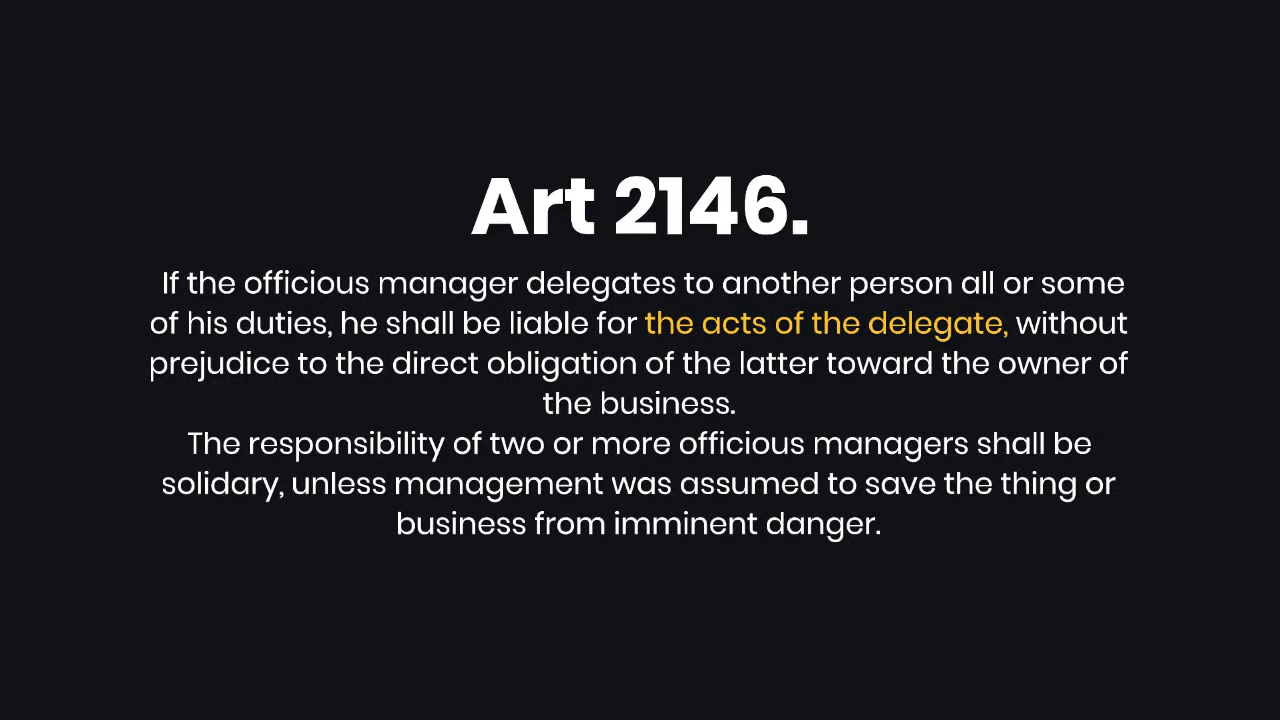 Art 2146.
If the officious manager delegates to another person all or some
of his duties, he shall be liable for the acts of the delegate, without
prejudice to the direct obligation of the latter toward the owner of
the business.
The responsibility of two or more officious managers shall be
solidary, unless management was assumed to save the thing or
business from imminent danger.